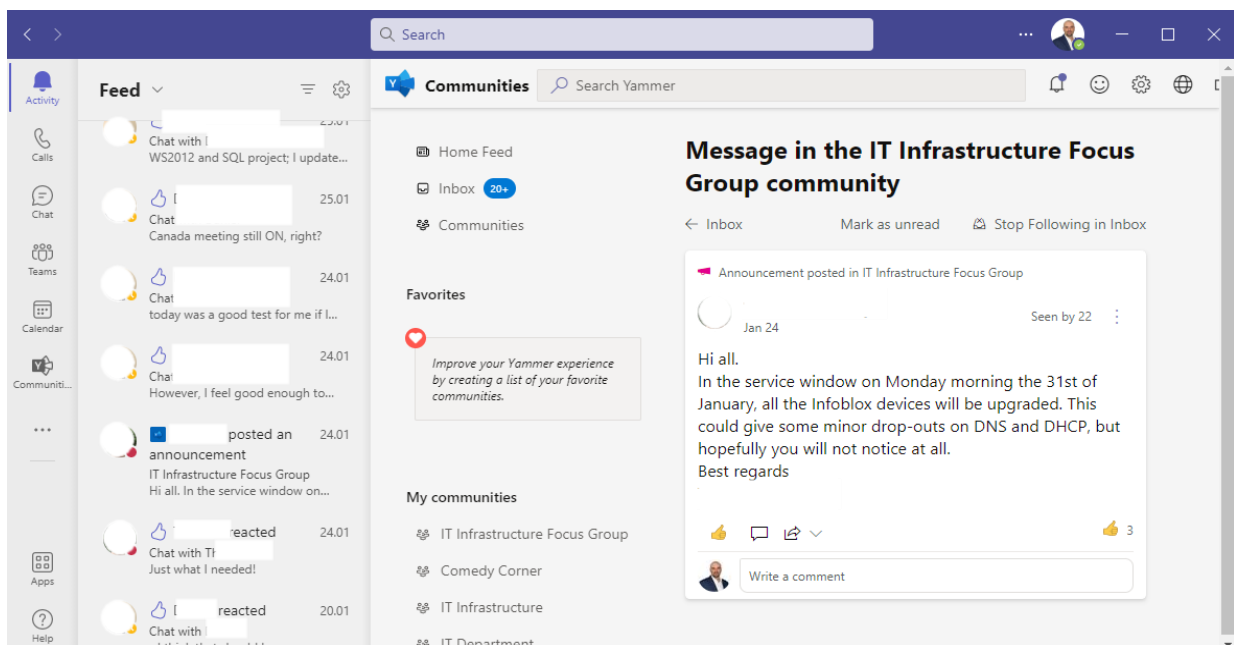 Search
Activity
Calls
Chat
Teams
Calendar
Communiti...
Apps
Help
Feed
Chat with
WS2012 and SQL project; I update...
25.01
Chat
Canada meeting still ON, right?
24.01
Chat
today was a good test for me if I...
24.01
Chat
However, I feel good enough to...
posted an 24.01
announcement
IT Infrastructure Focus Group
Hi all. In the service window on...
reacted 24.01
Chat with
Just what I needed!
reacted 20.01
Chat with
Communities
Search Yammer
Home Feed
Inbox 20+
Communities
Favorites
Improve your Yammer experience
by creating a list of your favorite
communities.
My communities
IT Infrastructure Focus Group
Comedy Corner
IT Infrastructure
IT Department
Message in the IT Infrastructure Focus
Group community
Inbox Mark as unread Stop Following in Inbox
Announcement posted in IT Infrastructure Focus Group
Jan 24 Seen by 22
Hi all.
In the service window on Monday morning the 31st of
January, all the Infoblox devices will be upgraded. This
could give some minor drop-outs on DNS and DHCP, but
hopefully you will not notice at all.
Best regards
3
Write a comment